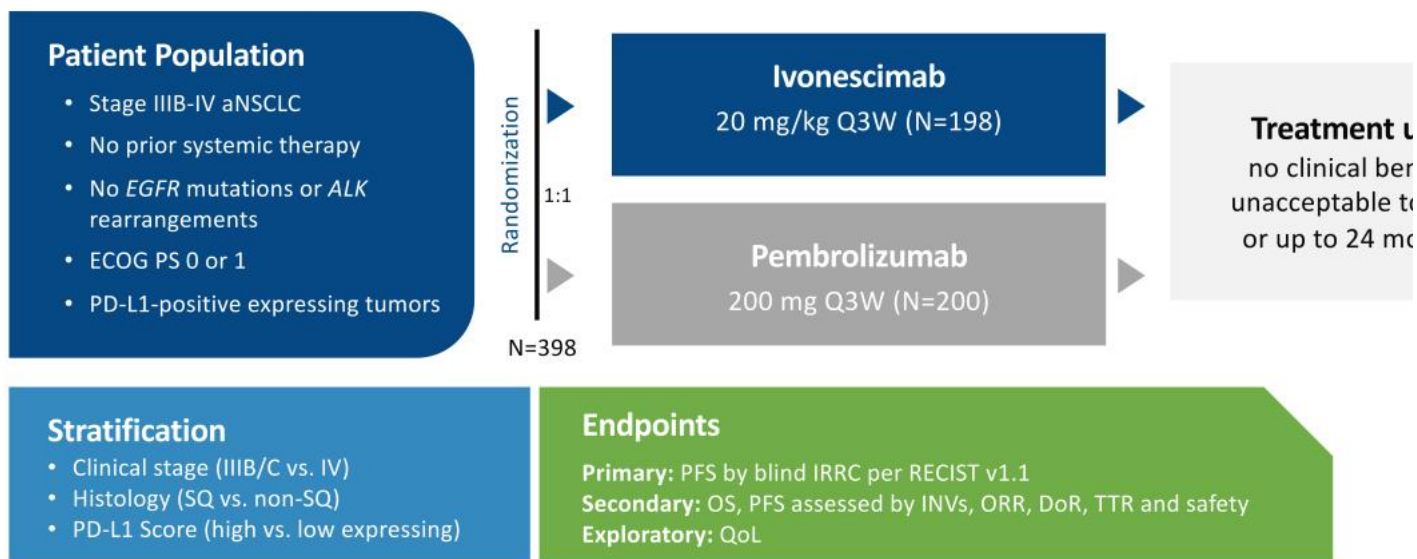 Patient Population
• Stage IIIB-IV aNSCLC
• No prior systemic therapy
• No EGFR mutations or ALK
rearrangements
• ECOG PS 0 or 1
• PD-L1-positive expressing tumors
Randomization
1:1
N=398
Ivonescimab
20 mg/kg Q3W (N=198)
Pembrolizumab
200 mg Q3W (N=200)
Treatment
no clinical
unacceptable
or up to 24
Stratification
• Clinical stage (IIIB/C vs. IV)
• Histology (SQ vs. non-SQ)
• PD-L1 Score (high vs. low expressing)
Endpoints
Primary: PFS by blind IRRC per RECIST v1.1
Secondary: OS, PFS assessed by INVs, ORR, DoR, TTR and safety
Exploratory: QoL